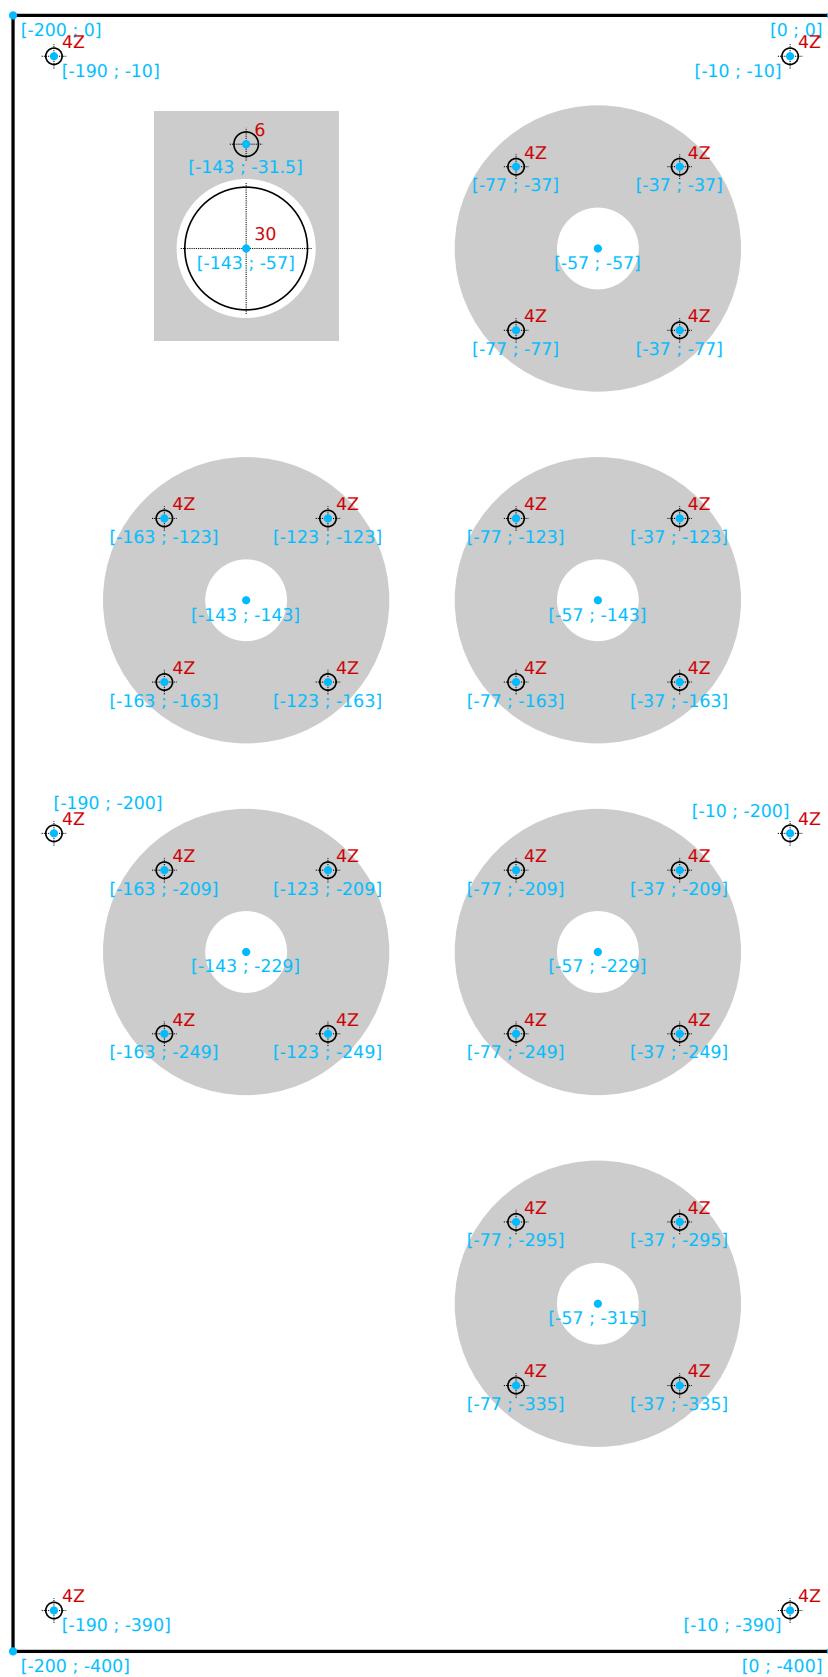 [-200 ; 0] [0 ; 0]
4Z 4Z
[-190 ; -10] [-10 ; -10]
6
[-143 ; -31.5]
4Z 4Z
[-77 ; -37] [-37 ; -37]
30
[-143 ; -57] [-57 ; -57]
4Z 4Z
[-77 ; -77] [-37 ; -77]
4Z 4Z 4Z 4Z
[-163 ; -123] [-123 ; -123] [-77 ; -123] [-37 ; -123]
[-143 ; -143] [-57 ; -143]
4Z 4Z 4Z 4Z
[-163 ; -163] [-123 ; -163] [-77 ; -163] [-37 ; -163]
[-190 ; -200] [-10 ; -200]
4Z 4Z
4Z 4Z 4Z 4Z
[-163 ; -209] [-123 ; -209] [-77 ; -209] [-37 ; -209]
[-143 ; -229] [-57 ; -229]
4Z 4Z 4Z 4Z
[-163 ; -249] [-123 ; -249] [-77 ; -249] [-37 ; -249]
4Z 4Z
[-77 ; -295] [-37 ; -295]
[-57 ; -315]
4Z 4Z
[-77 ; -335] [-37 ; -335]
4Z 4Z
[-190 ; -390] [-10 ; -390]
[-200 ; -400] [0 ; -400]